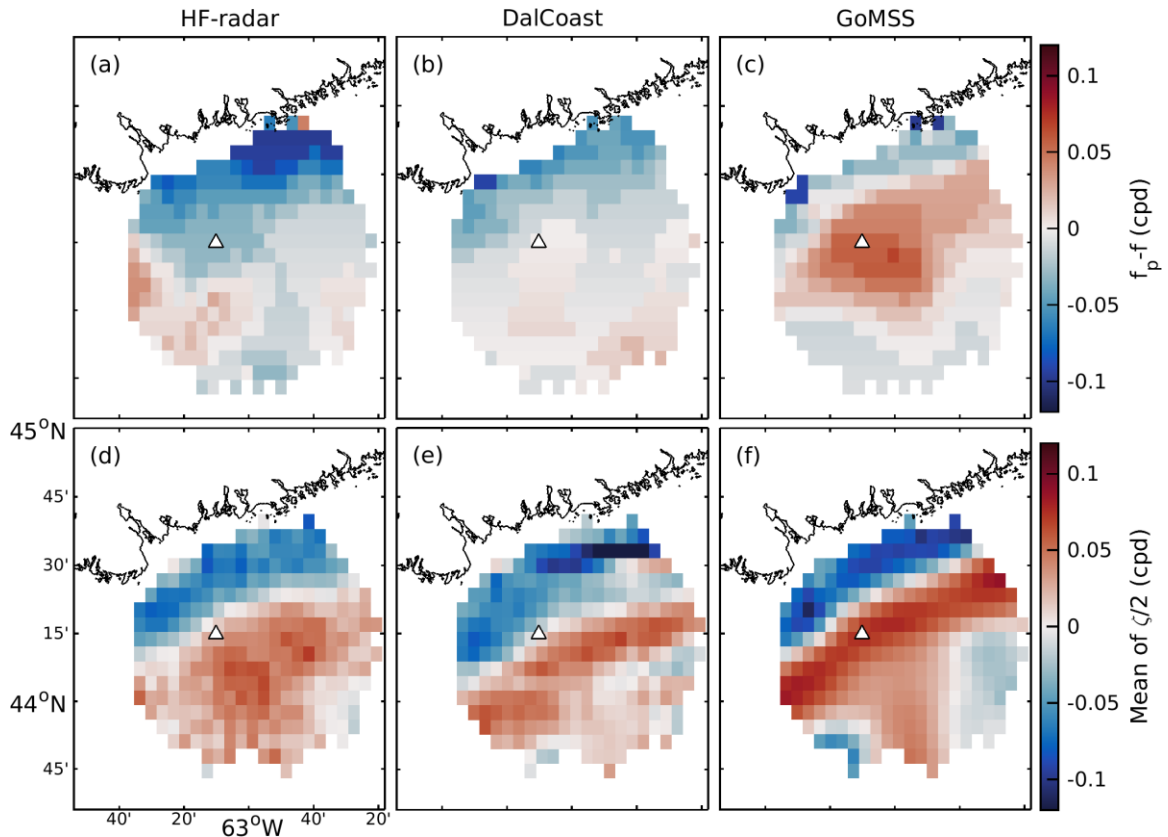 HF-radar DalCoast GoMSS
(a) (b) (c)
0.1
0.05
0
-0.05
-0.1
f_p-f (cpd)
(d) (e) (f)
45°N
45'
30'
15'
44°N
45'
40' 20' 63°W 40' 20'
0.1
0.05
0
-0.05
-0.1
Mean of ζ/2 (cpd)